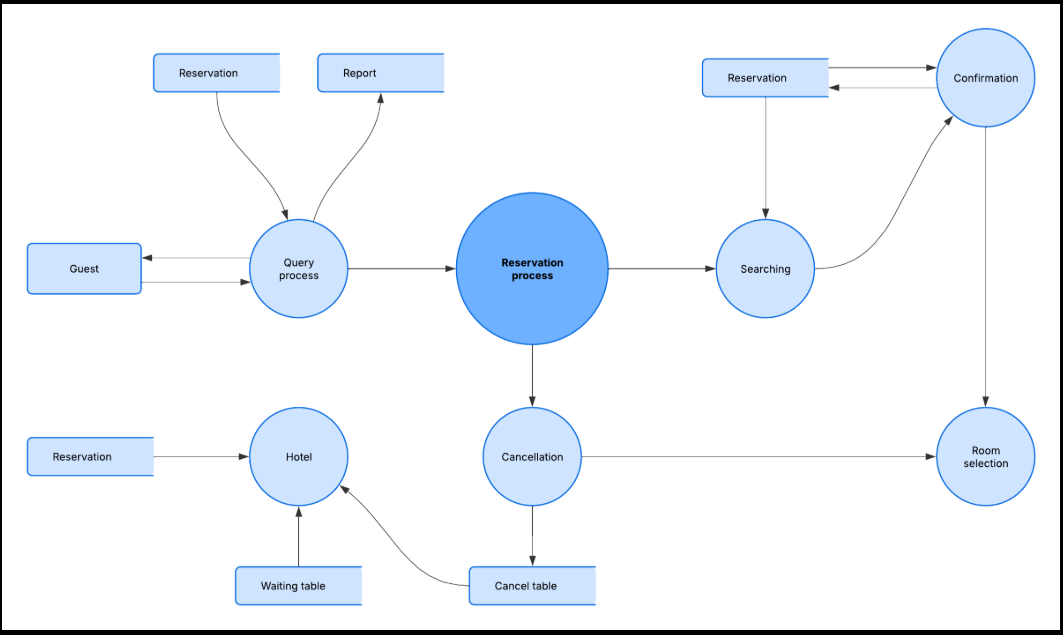 Reservation
Report
Reservation
Confirmation
Guest
Query
process
Reservation
process
Searching
Reservation
Hotel
Cancellation
Room
selection
Waiting table
Cancel table